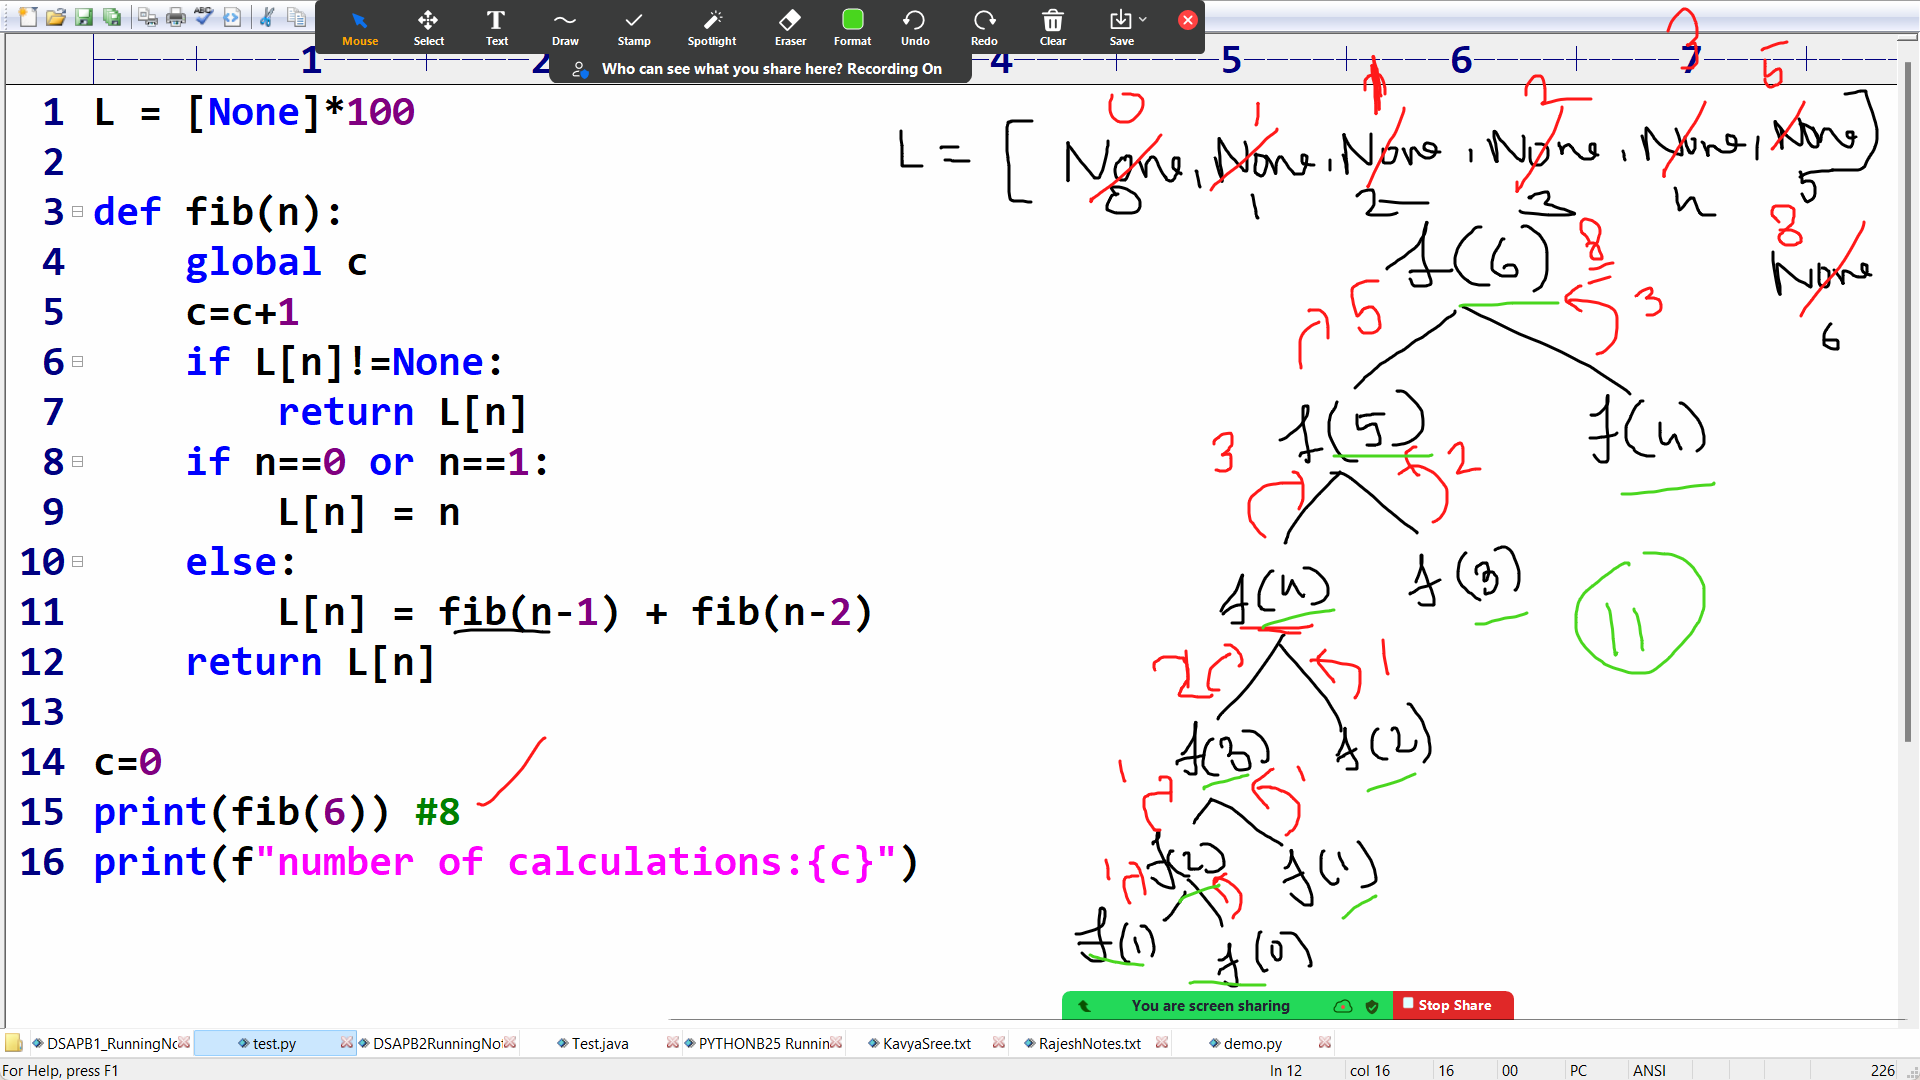 Mouse Select Text Draw Stamp Spotlight Eraser Format Undo Redo Clear Save
Who can see what you share here? Recording On
1 2 4 5 6 7
1 L = [None]*100
2
3 def fib(n):
4 global c
5 c=c+1
6 if L[n]!=None:
7 return L[n]
8 if n==0 or n==1:
9 L[n] = n
10 else:
11 L[n] = fib(n-1) + fib(n-2)
12 return L[n]
13
14 c=0
15 print(fib(6)) #8
16 print(f"number of calculations:{c}")
0 1 1 2 3 5
L = [None, None, None, None, None, None]
0 1 2 3 4 5
8
None
6
f(6) 8
5 3
f(5) f(4)
3 2
f(4) f(3)
11
2 1
f(3) f(2)
1 1
f(2) f(1)
1
f(1) f(0)
You are screen sharing Stop Share
DSAPB1_RunningNo test.py DSAPB2RunningNot Test.java PYTHONB25 Runnin KavyaSree.txt RajeshNotes.txt demo.py
For Help, press F1 ln 12 col 16 16 00 PC ANSI 226